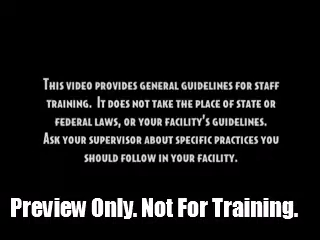 This video provides general guidelines for staff
training.  It does not take the place of state or
federal laws, or your facility's guidelines.
Ask your supervisor about specific practices you
should follow in your facility.
Preview Only. Not For Training.